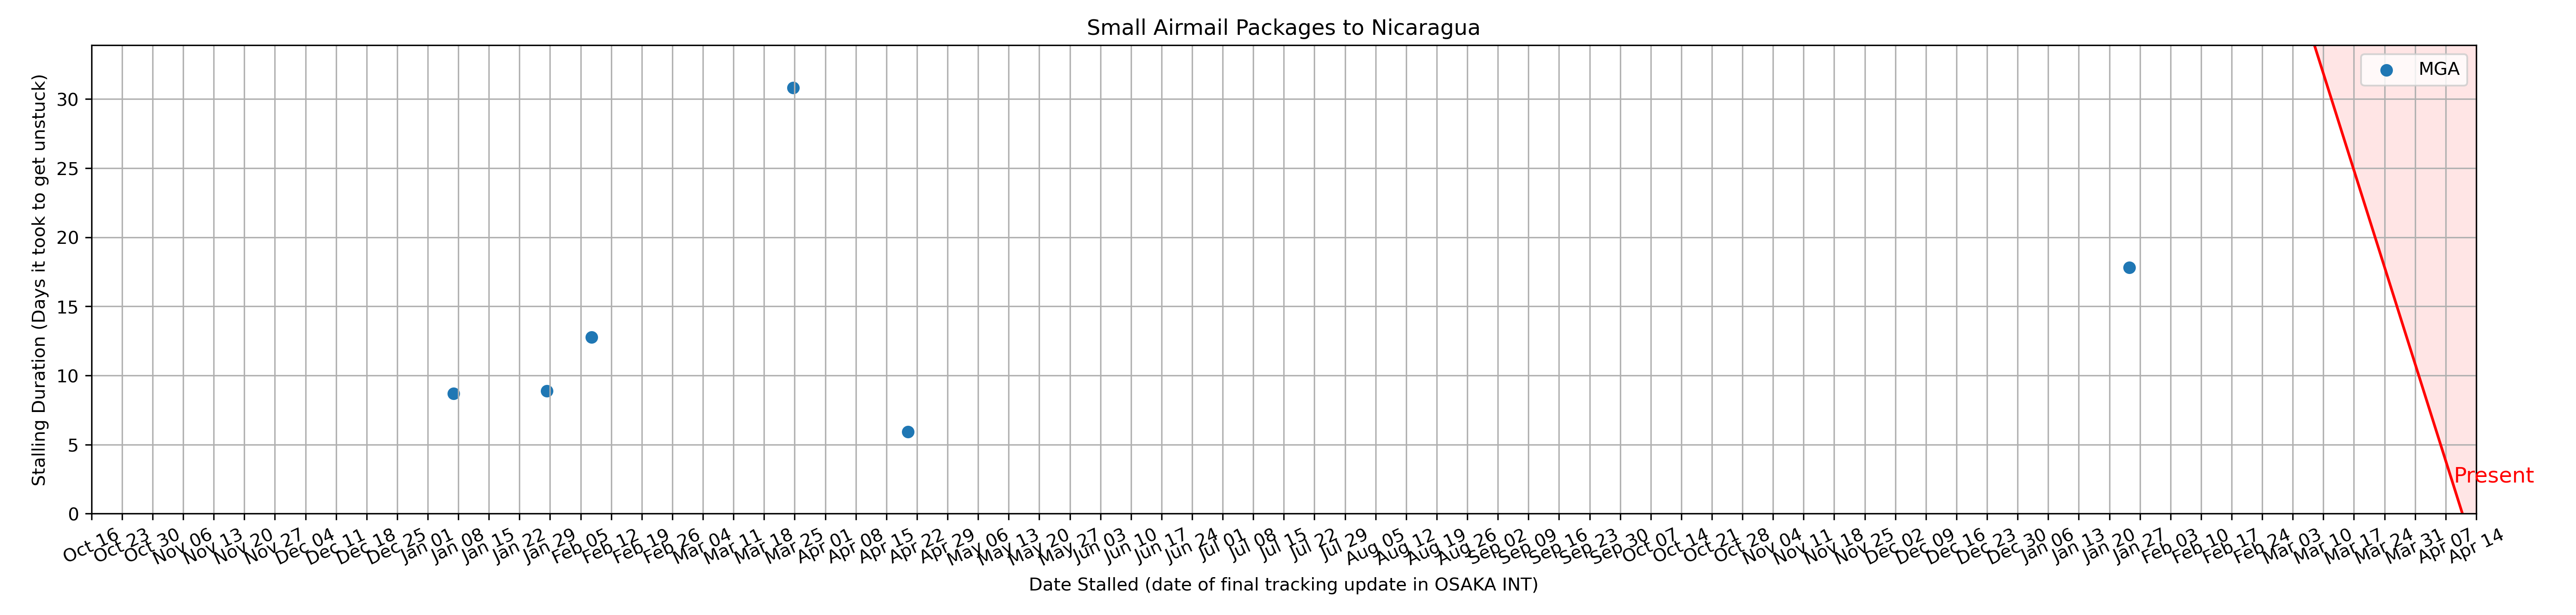 Small Airmail Packages to Nicaragua
MGA
Stalling Duration (Days it took to get unstuck)
30
25
20
15
10
5
0
Present
Oct 16 Oct 23 Oct 30 Nov 06 Nov 13 Nov 20 Nov 27 Dec 04 Dec 11 Dec 18 Dec 25 Jan 01 Jan 08 Jan 15 Jan 22 Jan 29 Feb 05 Feb 12 Feb 19 Feb 26 Mar 04 Mar 11 Mar 18 Mar 25 Apr 01 Apr 08 Apr 15 Apr 22 Apr 29 May 06 May 13 May 20 May 27 Jun 03 Jun 10 Jun 17 Jun 24 Jul 01 Jul 08 Jul 15 Jul 22 Jul 29 Aug 05 Aug 12 Aug 19 Aug 26 Sep 02 Sep 09 Sep 16 Sep 23 Sep 30 Oct 07 Oct 14 Oct 21 Oct 28 Nov 04 Nov 11 Nov 18 Nov 25 Dec 02 Dec 09 Dec 16 Dec 23 Dec 30 Jan 06 Jan 13 Jan 20 Jan 27 Feb 03 Feb 10 Feb 17 Feb 24 Mar 03 Mar 10 Mar 17 Mar 24 Mar 31 Apr 07 Apr 14
Date Stalled (date of final tracking update in OSAKA INT)